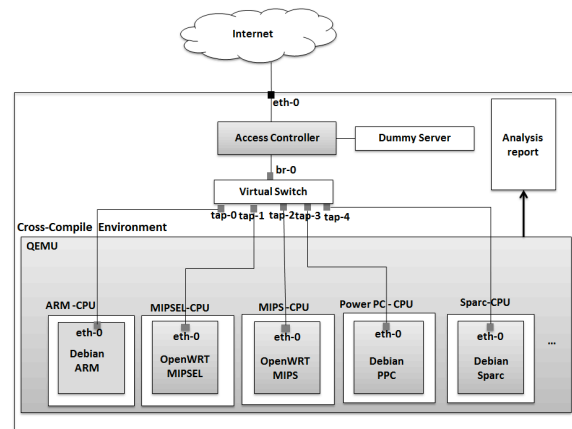 Internet
eth-0
Access Controller
Dummy Server
Analysis
report
br-0
Virtual Switch
tap-0
tap-1
tap-2
tap-3
tap-4
Cross-Compile Environment
QEMU
ARM -CPU
MIPSEL-CPU
MIPS -CPU
Power PC - CPU
Sparc-CPU
eth-0
Debian
ARM
eth-0
OpenWRT
MIPSEL
eth-0
OpenWRT
MIPS
eth-0
Debian
PPC
eth-0
Debian
Sparc
...